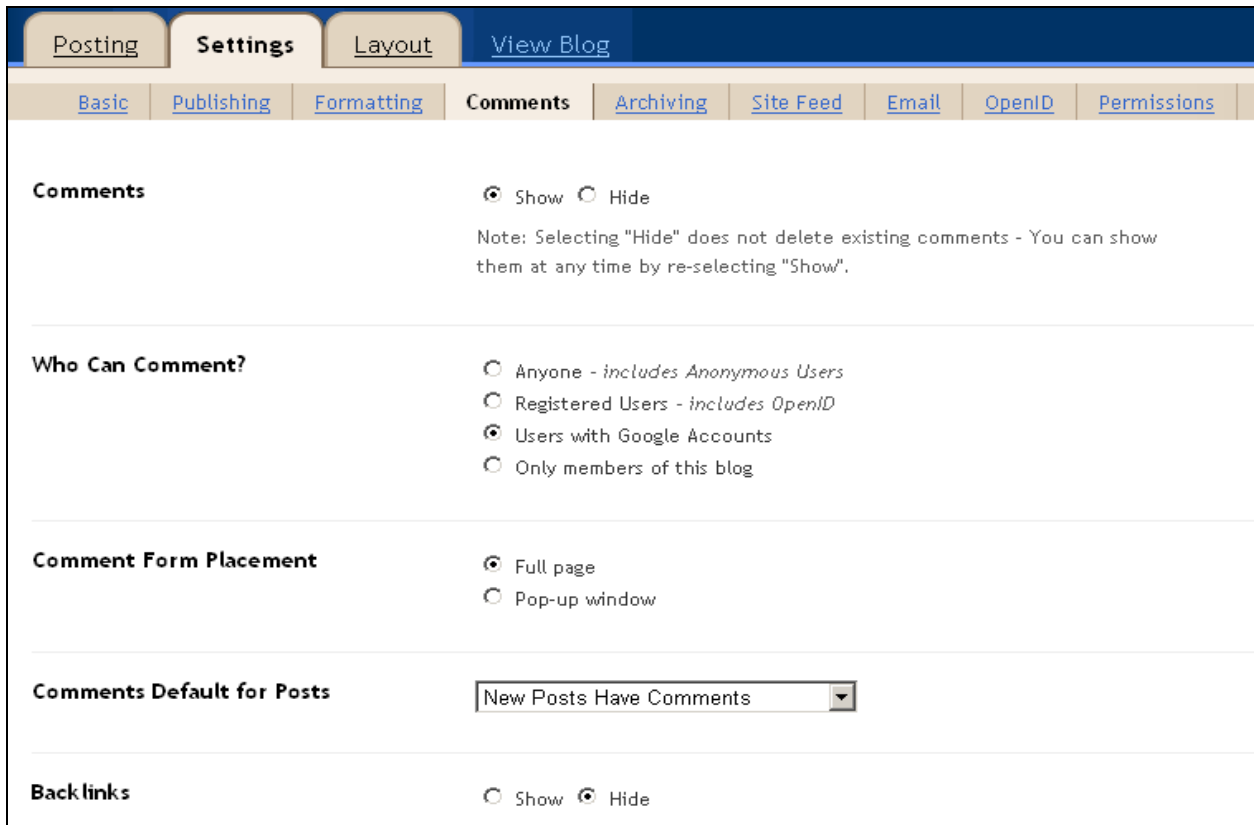 Posting Settings Layout View Blog
Basic Publishing Formatting Comments Archiving Site Feed Email OpenID Permissions
Comments
Show Hide
Note: Selecting "Hide" does not delete existing comments - You can show
them at any time by re-selecting "Show".
Who Can Comment?
Anyone - includes Anonymous Users
Registered Users - includes OpenID
Users with Google Accounts
Only members of this blog
Comment Form Placement
Full page
Pop-up window
Comments Default for Posts
New Posts Have Comments
Backlinks
Show Hide